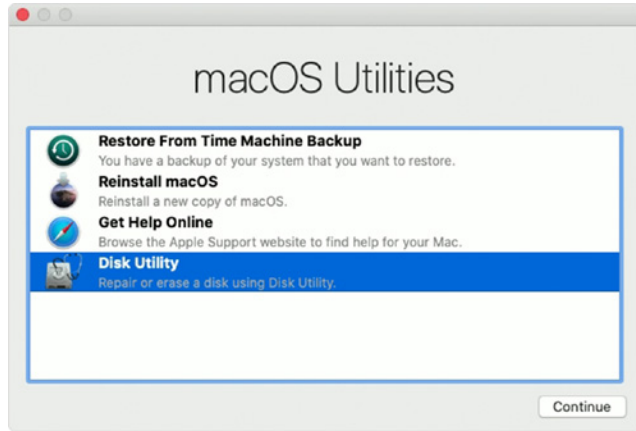 macOS Utilities
Restore From Time Machine Backup
You have a backup of your system that you want to restore.
Reinstall macOS
Reinstall a new copy of macOS.
Get Help Online
Browse the Apple Support website to find help for your Mac.
Disk Utility
Repair or erase a disk using Disk Utility.
Continue